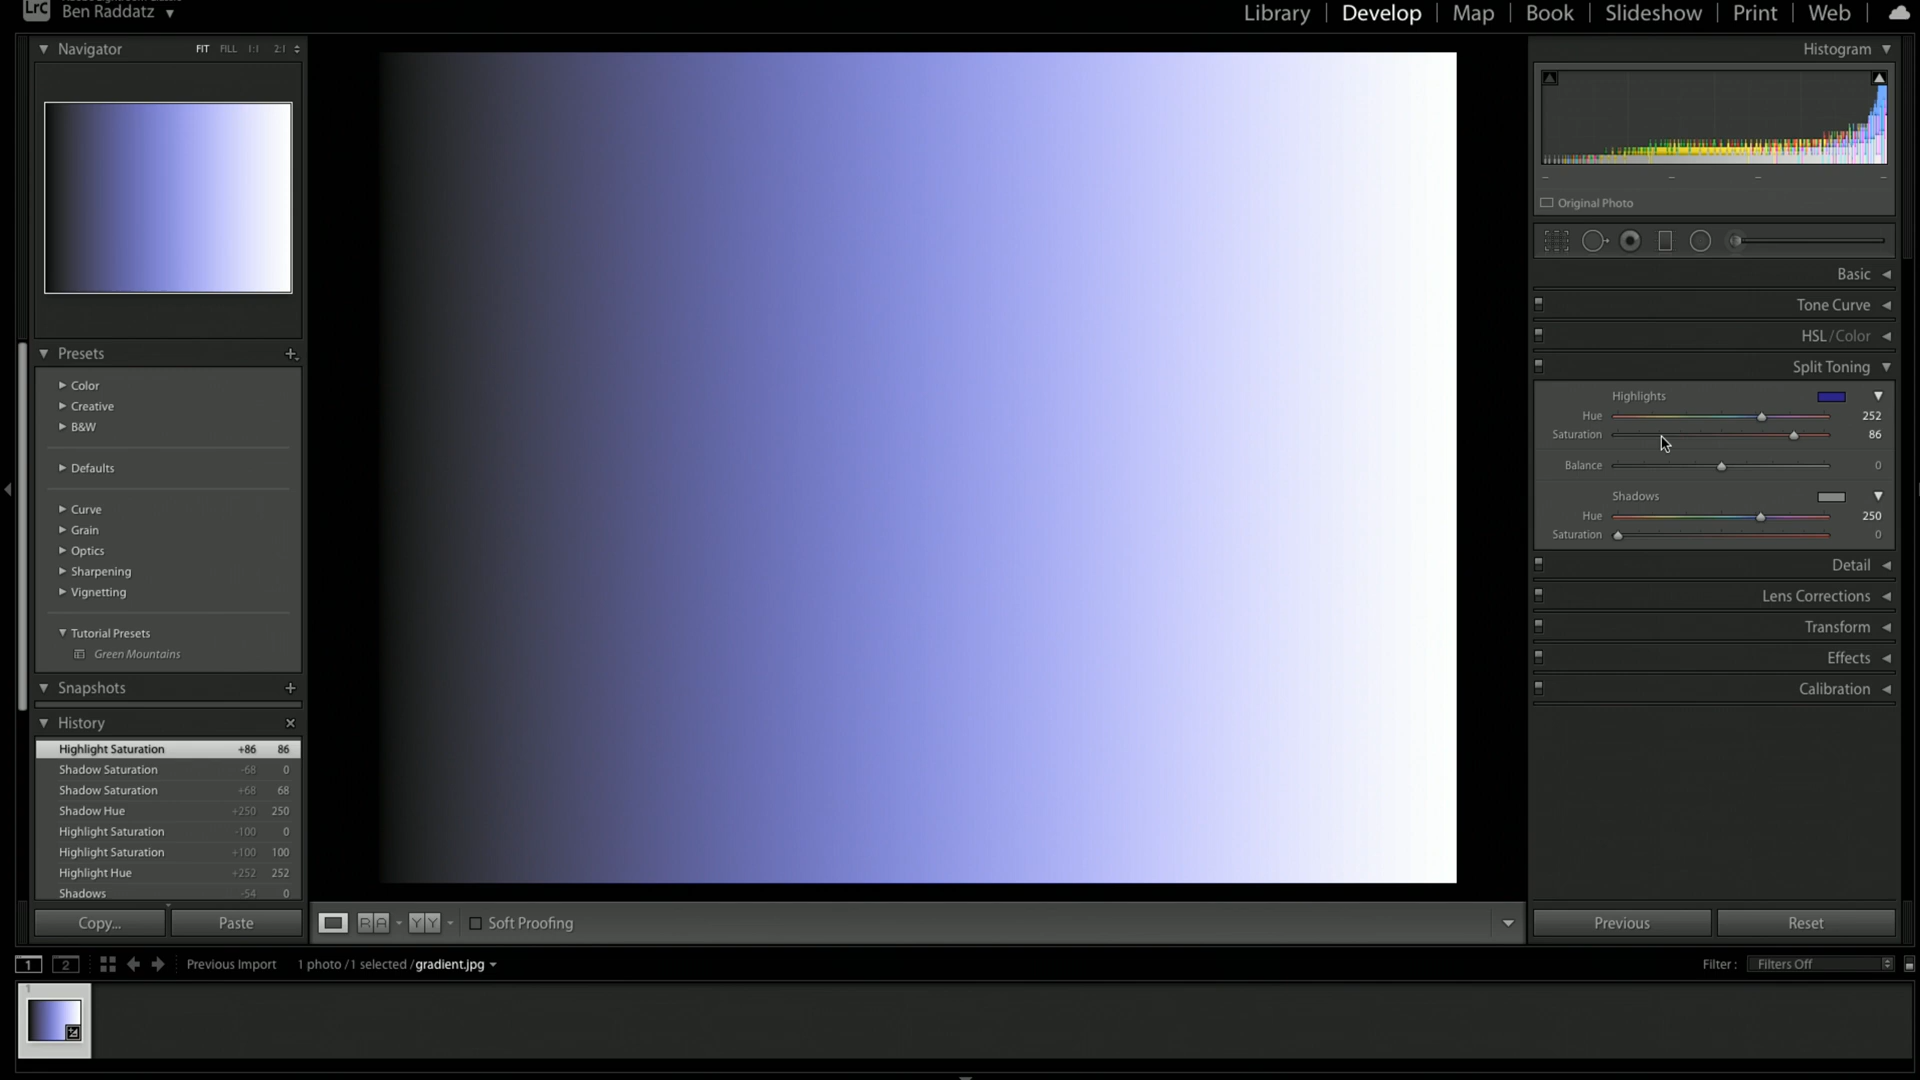 LrC
Ben Raddatz
Library | Develop | Map | Book | Slideshow | Print | Web
Navigator FIT FILL 1:1 2:1
Presets
Color
Creative
B&W
Defaults
Curve
Grain
Optics
Sharpening
Vignetting
Tutorial Presets
Green Mountains
Snapshots
History
Highlight Saturation +86 86
Shadow Saturation -68 0
Shadow Saturation +68 68
Shadow Hue +250 250
Highlight Saturation -100 0
Highlight Saturation +100 100
Highlight Hue +252 252
Shadows -54 0
Copy... Paste
R A Y Y Soft Proofing
Histogram
Original Photo
Basic
Tone Curve
HSL / Color
Split Toning
Highlights
Hue 252
Saturation 86
Balance 0
Shadows
Hue 250
Saturation 0
Detail
Lens Corrections
Transform
Effects
Calibration
Previous Reset
1 2 Previous Import 1 photo / 1 selected / gradient.jpg Filter : Filters Off
1